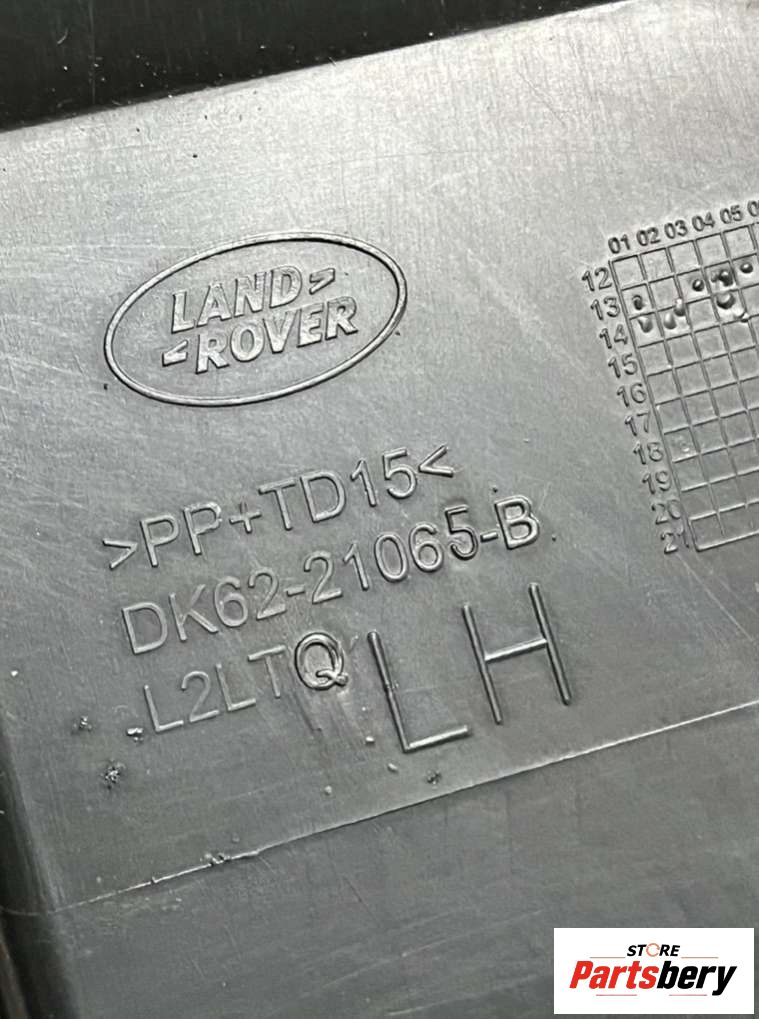 LAND
ROVER
01 02 03 04 05
12
13
14
15
16
17
18
19
20
21
>PP+TD15<
DK62-21065-B
L2LTQ
LH
STORE
Partsbery